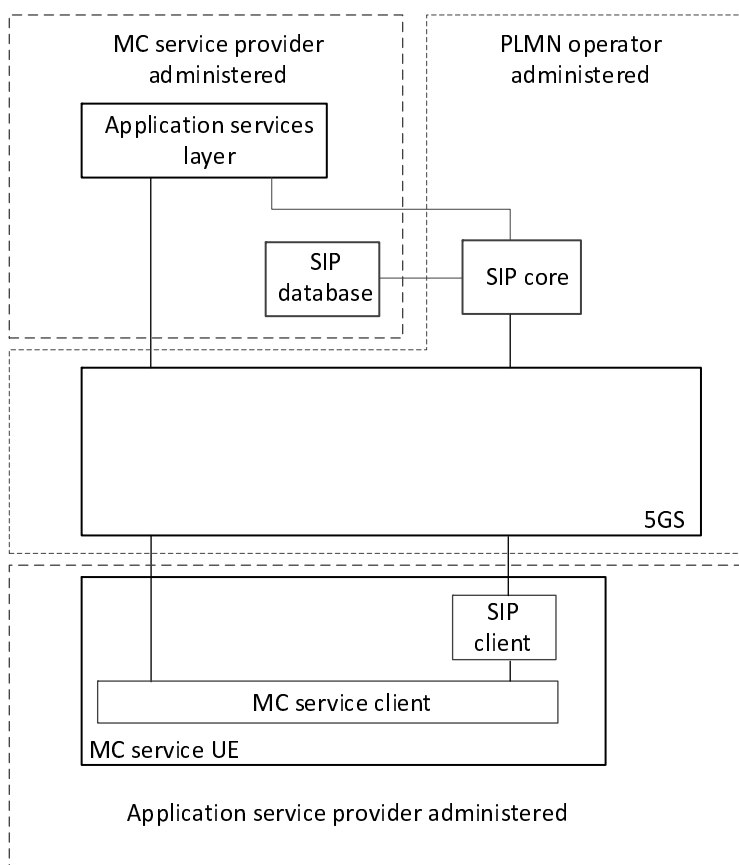 MC service provider
administered
PLMN operator
administered
Application services
layer
SIP
database
SIP core
5GS
SIP
client
MC service client
MC service UE
Application service provider administered